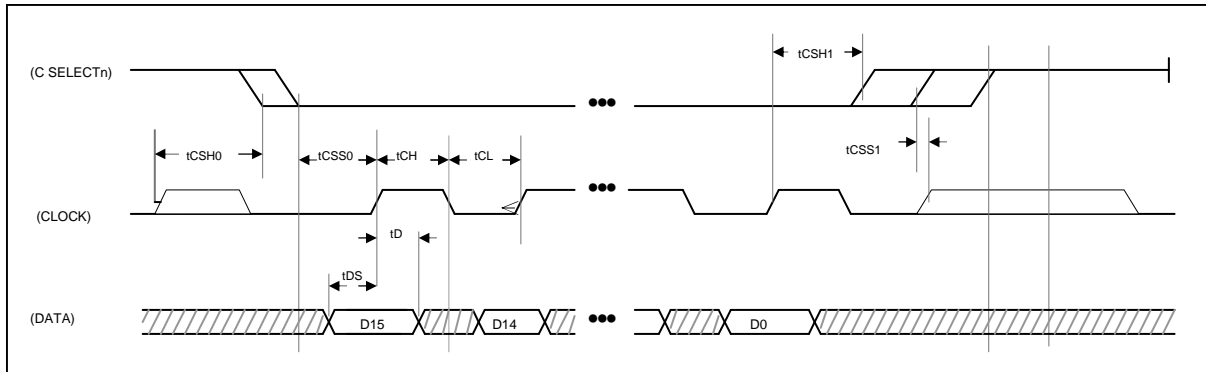 tCSH1
(C SELECTn)
tCSS1
tCSH0
tCSS0
tCH
tCL
(CLOCK)
tD
tDS
(DATA)
D15
D14
D0